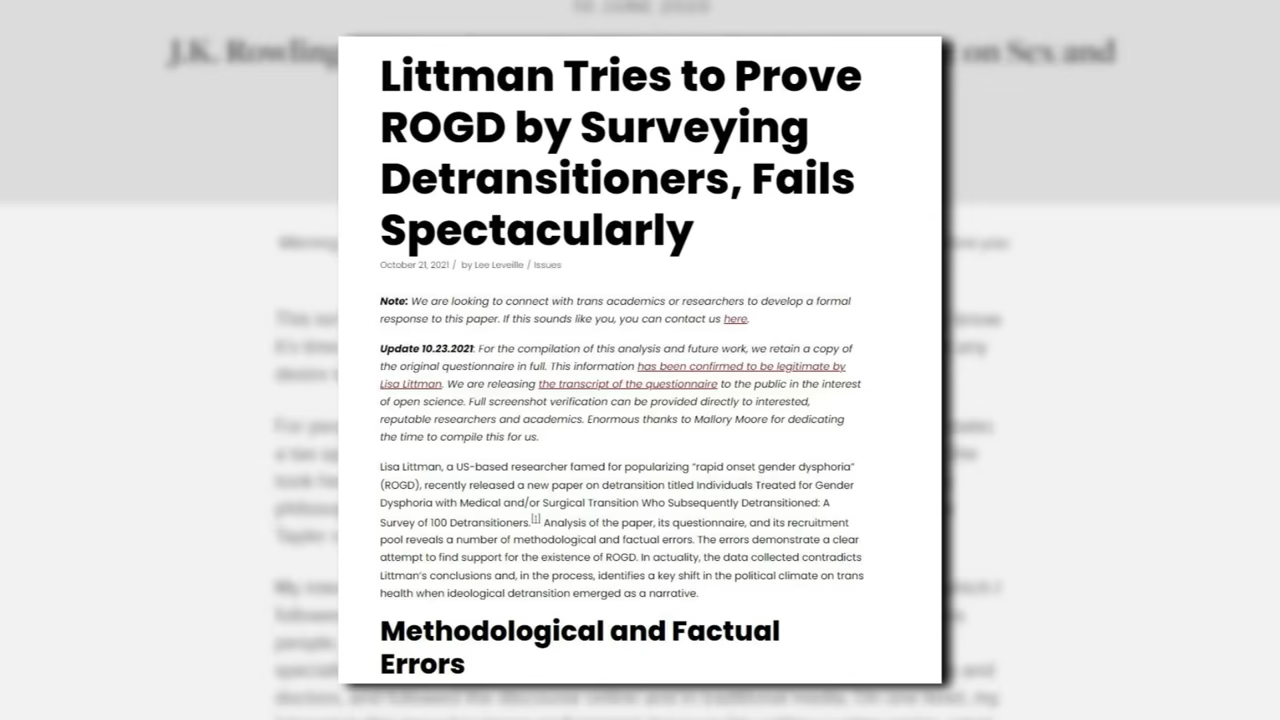 10 JUNE 2020
J.K. Rowling
on Sex and
Littman Tries to Prove
ROGD by Surveying
Detransitioners, Fails
Spectacularly
October 21, 2021 / by Lee Leveille / Issues
Note: We are looking to connect with trans academics or researchers to develop a formal
response to this paper. If this sounds like you, you can contact us here.
Update 10.23.2021: For the compilation of this analysis and future work, we retain a copy of
the original questionnaire in full. This information has been confirmed to be legitimate by
Lisa Littman. We are releasing the transcript of the questionnaire to the public in the interest
of open science. Full screenshot verification can be provided directly to interested,
reputable researchers and academics. Enormous thanks to Mallory Moore for dedicating
the time to compile this for us.
Lisa Littman, a US-based researcher famed for popularizing “rapid onset gender dysphoria”
(ROGD), recently released a new paper on detransition titled Individuals Treated for Gender
Dysphoria with Medical and/or Surgical Transition Who Subsequently Detransitioned: A
Survey of 100 Detransitioners.[1] Analysis of the paper, its questionnaire, and its recruitment
pool reveals a number of methodological and factual errors. The errors demonstrate a clear
attempt to find support for the existence of ROGD. In actuality, the data collected contradicts
Littman’s conclusions and, in the process, identifies a key shift in the political climate on trans
health when ideological detransition emerged as a narrative.
Methodological and Factual
Errors